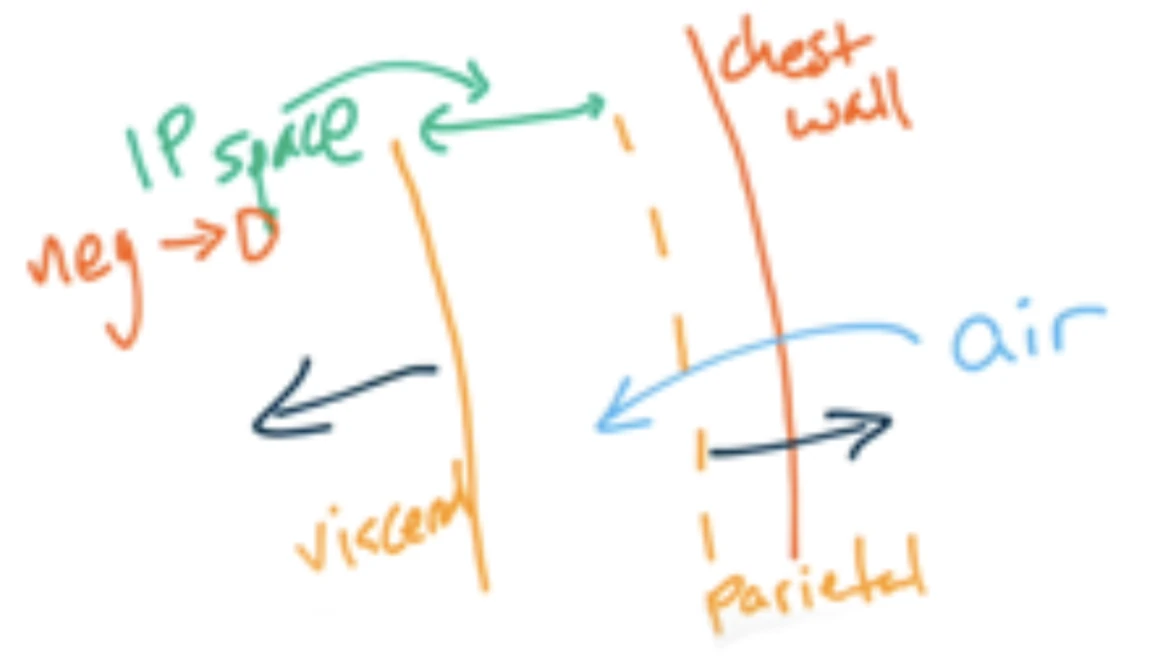 chest
wall
IP space
neg → 0
air
visceral
parietal